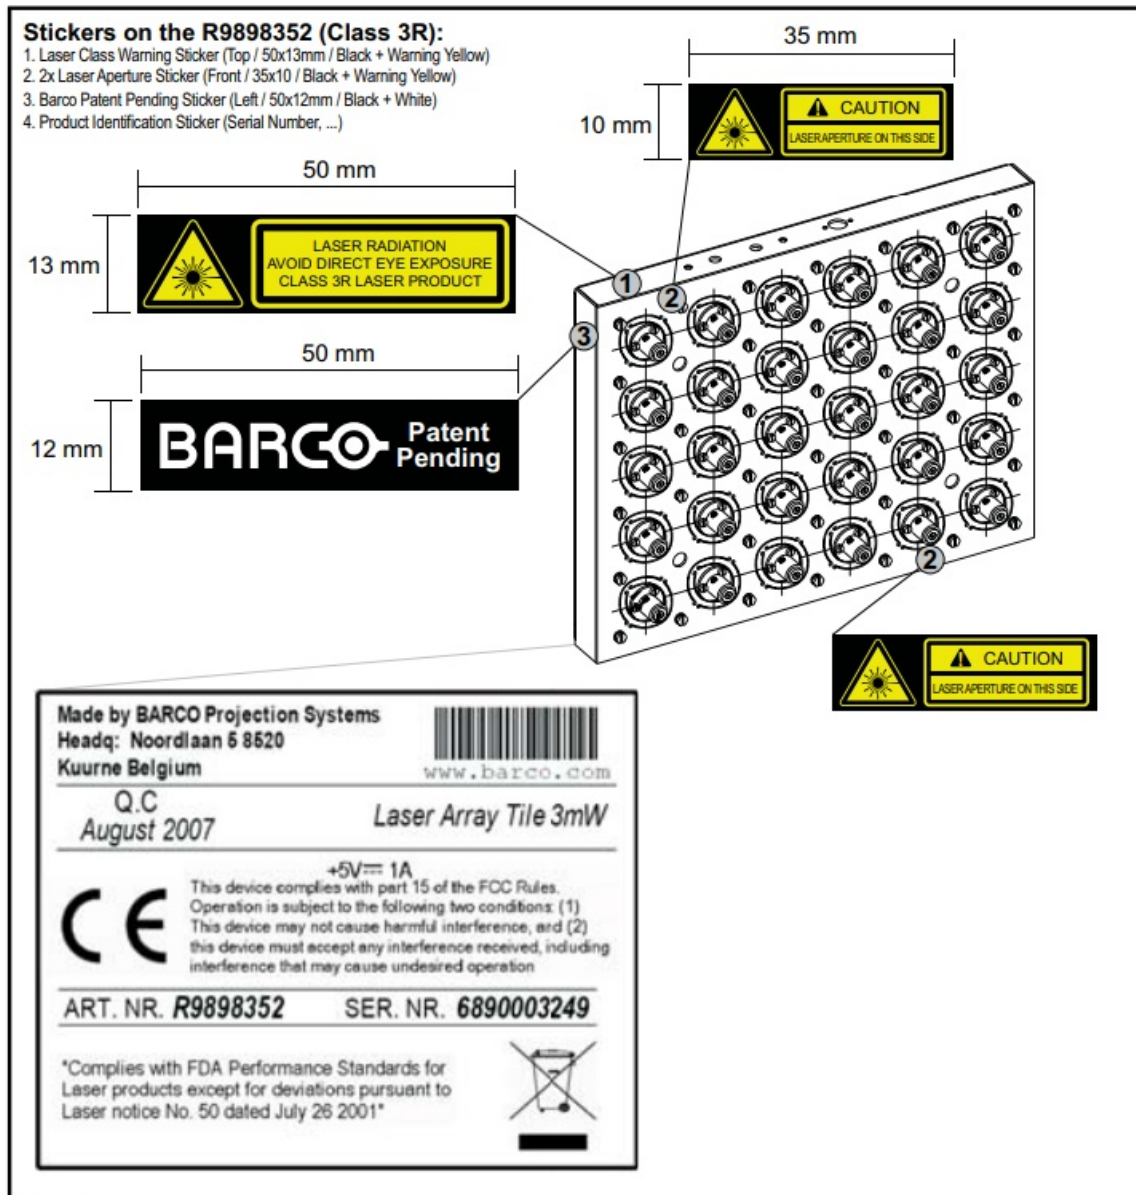 Stickers on the R9898352 (Class 3R):
1. Laser Class Warning Sticker (Top / 50x13mm / Black + Warning Yellow)
2. 2x Laser Aperture Sticker (Front / 35x10 / Black + Warning Yellow)
3. Barco Patent Pending Sticker (Left / 50x12mm / Black + White)
4. Product Identification Sticker (Serial Number, ...)
35 mm
10 mm
CAUTION
LASER APERTURE ON THIS SIDE
50 mm
13 mm
LASER RADIATION
AVOID DIRECT EYE EXPOSURE
CLASS 3R LASER PRODUCT
1
2
3
50 mm
12 mm
BARCO
Patent
Pending
2
CAUTION
LASER APERTURE ON THIS SIDE
Made by BARCO Projection Systems
Headq: Noordlaan 5 8520
Kuurne Belgium
www.barco.com
Q.C
August 2007
Laser Array Tile 3mW
+5V⎓ 1A
This device complies with part 15 of the FCC Rules.
Operation is subject to the following two conditions: (1)
This device may not cause harmful interference, and (2)
this device must accept any interference received, including
interference that may cause undesired operation
CE
ART. NR. R9898352 SER. NR. 6890003249
"Complies with FDA Performance Standards for
Laser products except for deviations pursuant to
Laser notice No. 50 dated July 26 2001"